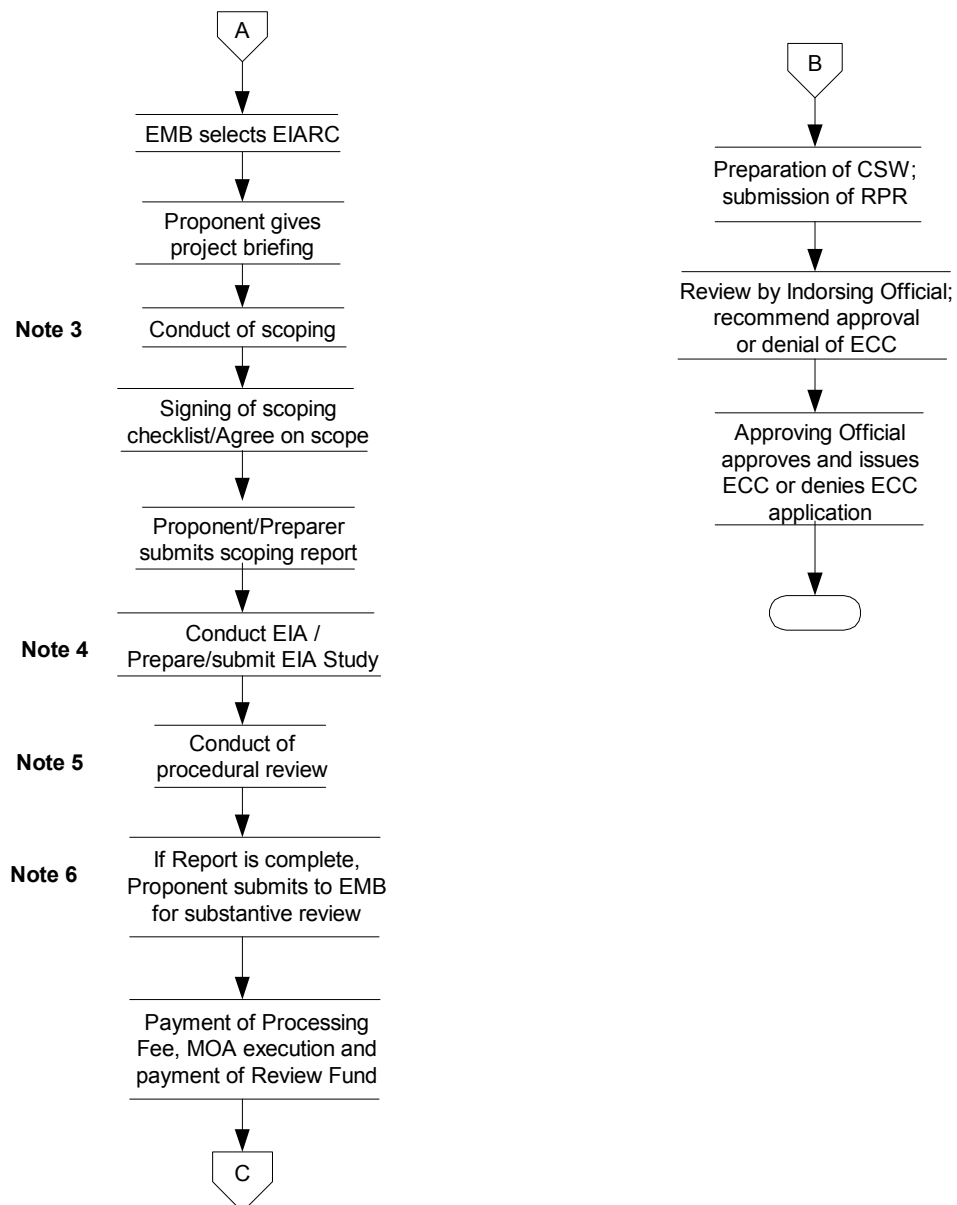 A
EMB selects EIARC
Proponent gives
project briefing
Note 3
Conduct of scoping
Signing of scoping
checklist/Agree on scope
Proponent/Preparer
submits scoping report
Note 4
Conduct EIA /
Prepare/submit EIA Study
Note 5
Conduct of
procedural review
Note 6
If Report is complete,
Proponent submits to EMB
for substantive review
Payment of Processing
Fee, MOA execution and
payment of Review Fund
C
B
Preparation of CSW;
submission of RPR
Review by Indorsing Official;
recommend approval
or denial of ECC
Approving Official
approves and issues
ECC or denies ECC
application